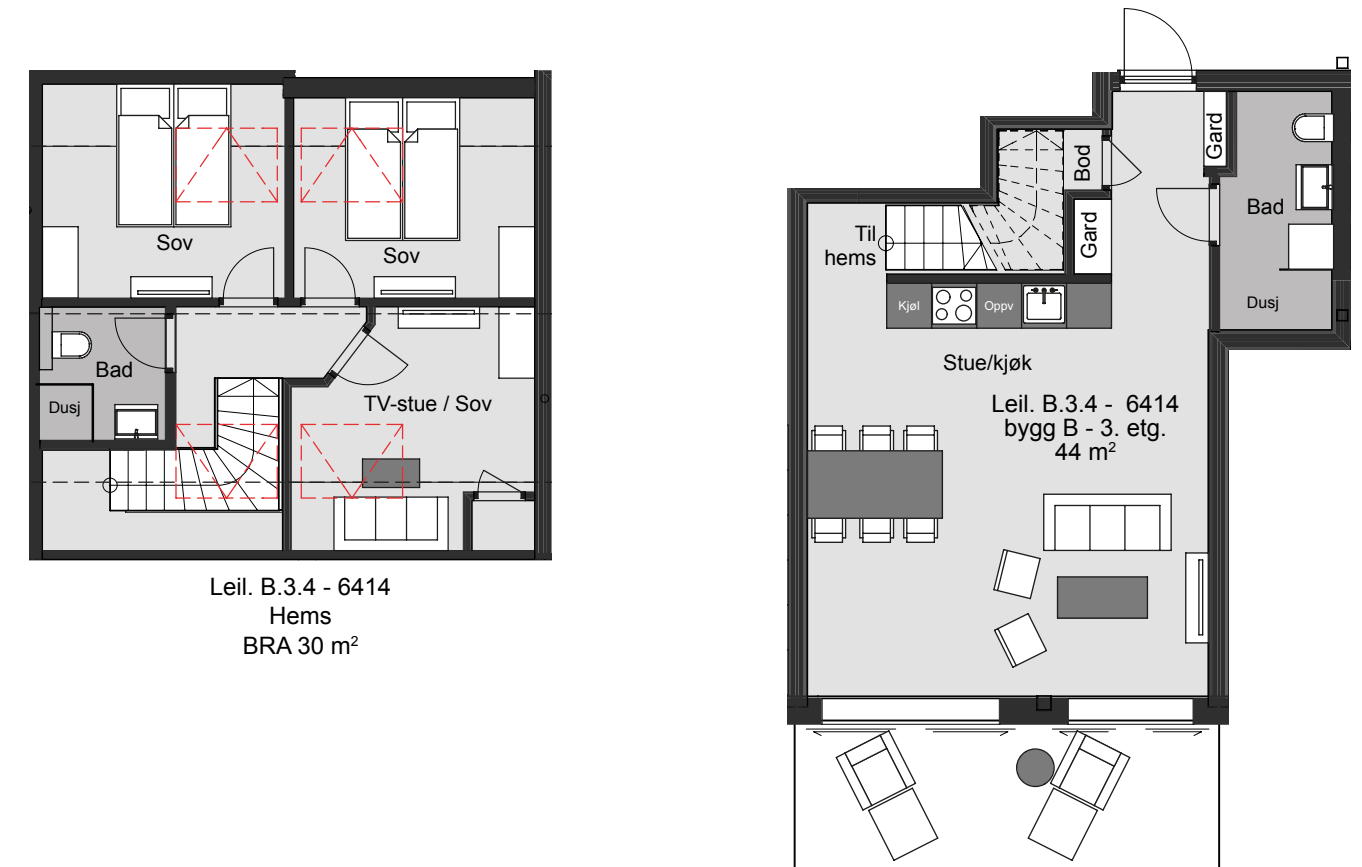 Sov
Sov
Bad
Dusj
TV-stue / Sov
Leil. B.3.4 - 6414
Hems
BRA 30 m²
Gard
Bod
Bad
Til
hems
Gard
Kjøl
Oppv
Dusj
Stue/kjøk
Leil. B.3.4 - 6414
bygg B - 3. etg.
44 m²